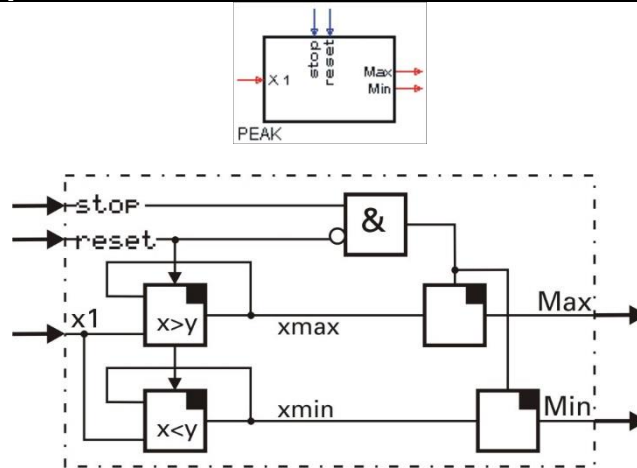 stop
reset
X 1
Max
Min
PEAK
stop
&
reset
x1
x>y
xmax
Max
x<y
xmin
Min